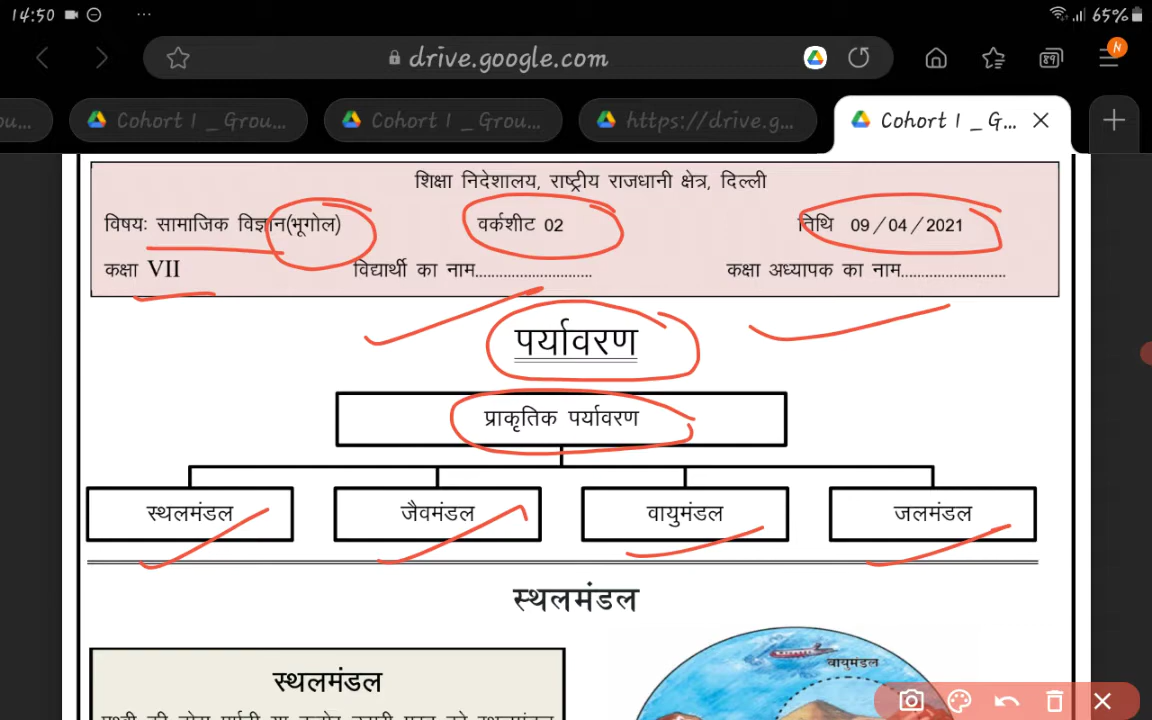 14:50 ... 65%
drive.google.com
ou... Cohort 1 _ Grou... Cohort 1 _ Grou... https://drive.g... Cohort 1 _ G...
N
शिक्षा निदेशालय, राष्ट्रीय राजधानी क्षेत्र, दिल्ली
विषयः सामाजिक विज्ञान(भूगोल) वर्कशीट 02 तिथि 09/04/2021
कक्षा VII विद्यार्थी का नाम............................. कक्षा अध्यापक का नाम..........................
पर्यावरण
प्राकृतिक पर्यावरण
स्थलमंडल जैवमंडल वायुमंडल जलमंडल
स्थलमंडल
वायुमंडल
स्थलमंडल